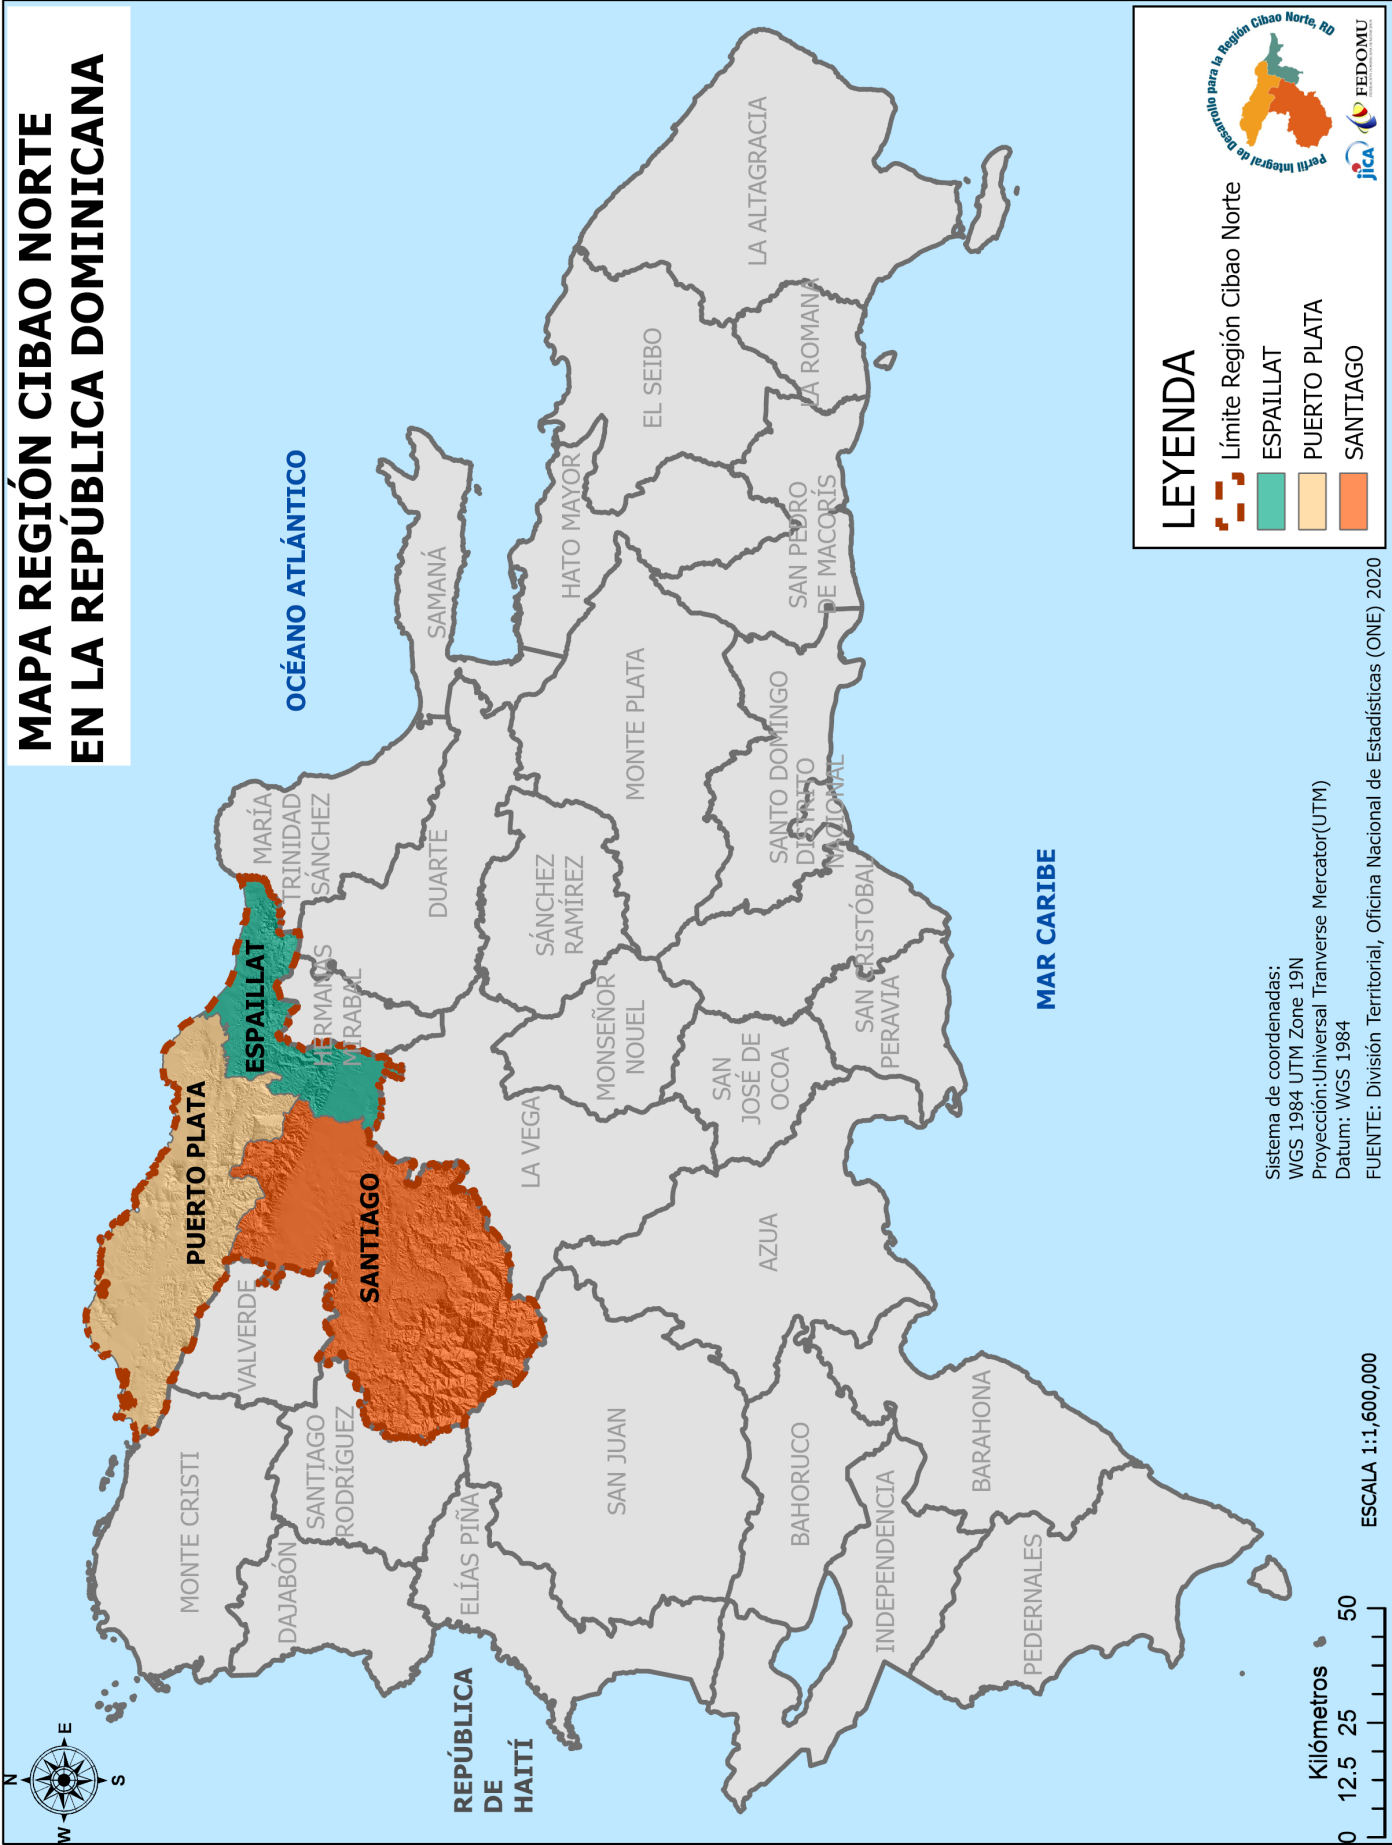 MAPA REGIÓN CIBAO NORTE
EN LA REPÚBLICA DOMINICANA
N
W
E
S
OCÉANO ATLÁNTICO
MAR CARIBE
REPÚBLICA
DE
HAITÍ
PUERTO PLATA
ESPAILLAT
SANTIAGO
MONTE CRISTI
VALVERDE
DAJABÓN
SANTIAGO
RODRÍGUEZ
ELÍAS PIÑA
SAN JUAN
BAHORUCO
INDEPENDENCIA
PEDERNALES
BARAHONA
AZUA
LA VEGA
HERMANAS
MIRABAL
MARÍA
TRINIDAD
SÁNCHEZ
DUARTE
SAMANÁ
SÁNCHEZ
RAMÍREZ
MONSEÑOR
NOUEL
SAN
JOSÉ DE
OCOA
PERAVIA
SAN CRISTÓBAL
MONTE PLATA
SANTO DOMINGO
DISTRITO
NACIONAL
HATO MAYOR
SAN PEDRO
DE MACORÍS
EL SEIBO
LA ROMANA
LA ALTAGRACIA
Kilómetros
0 12.5 25 50
ESCALA 1:1,600,000
Sistema de coordenadas:
WGS 1984 UTM Zone 19N
Proyección:Universal Tranverse Mercator(UTM)
Datum: WGS 1984
FUENTE: División Territorial, Oficina Nacional de Estadísticas (ONE) 2020
LEYENDA
Límite Región Cibao Norte
ESPAILLAT
PUERTO PLATA
SANTIAGO
Perfil Integral de Desarrollo para la Región Cibao Norte, RD
jICA
FEDOMU